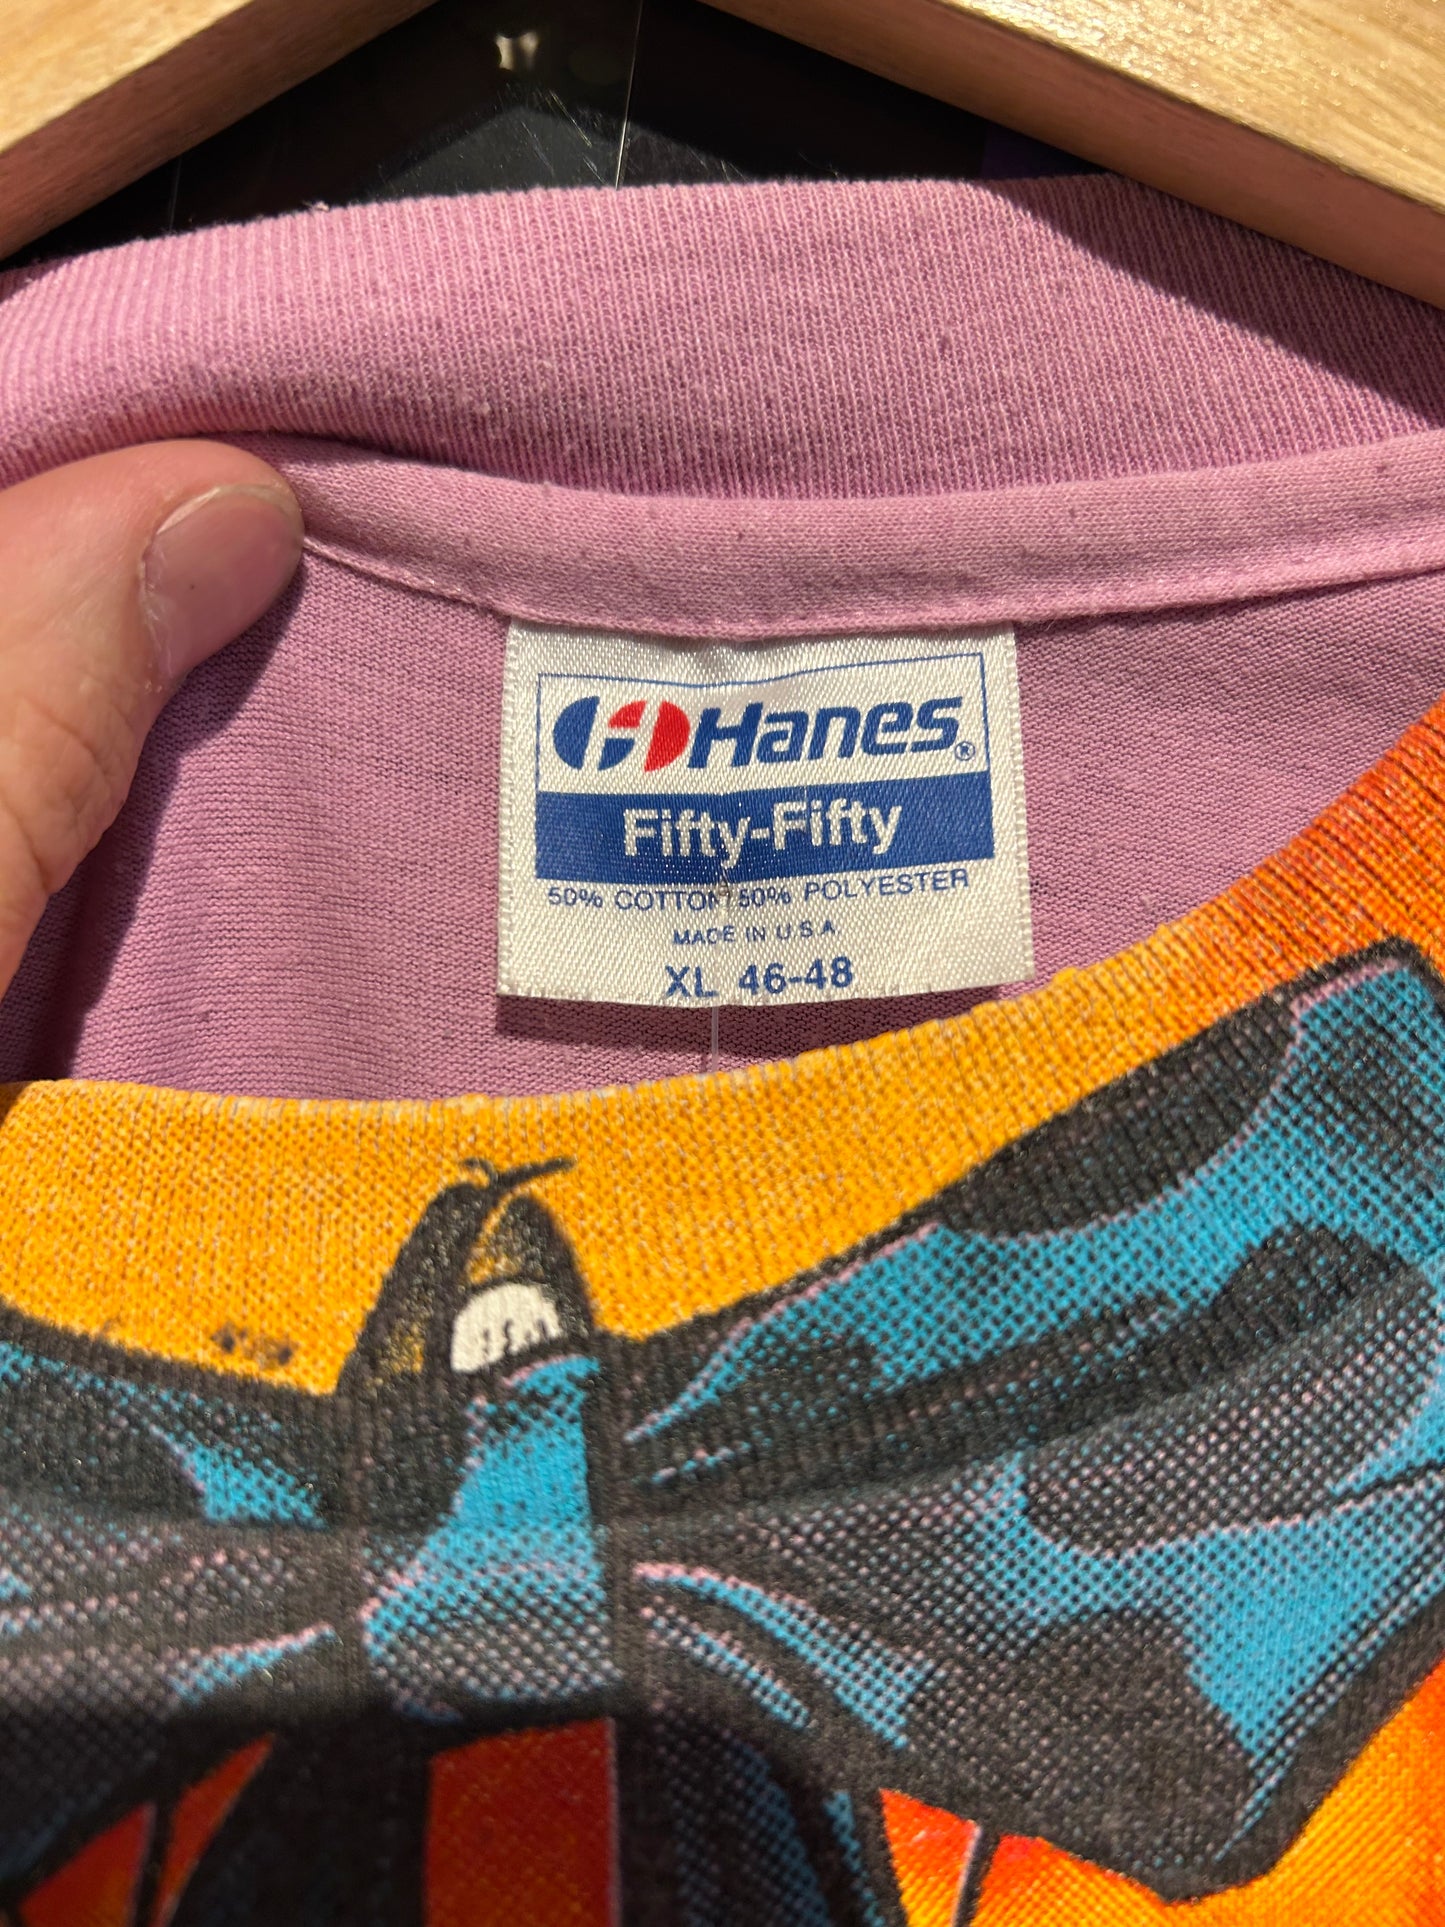 Hanes®
Fifty-Fifty
50% COTTON 50% POLYESTER
MADE IN U.S.A.
XL 46-48